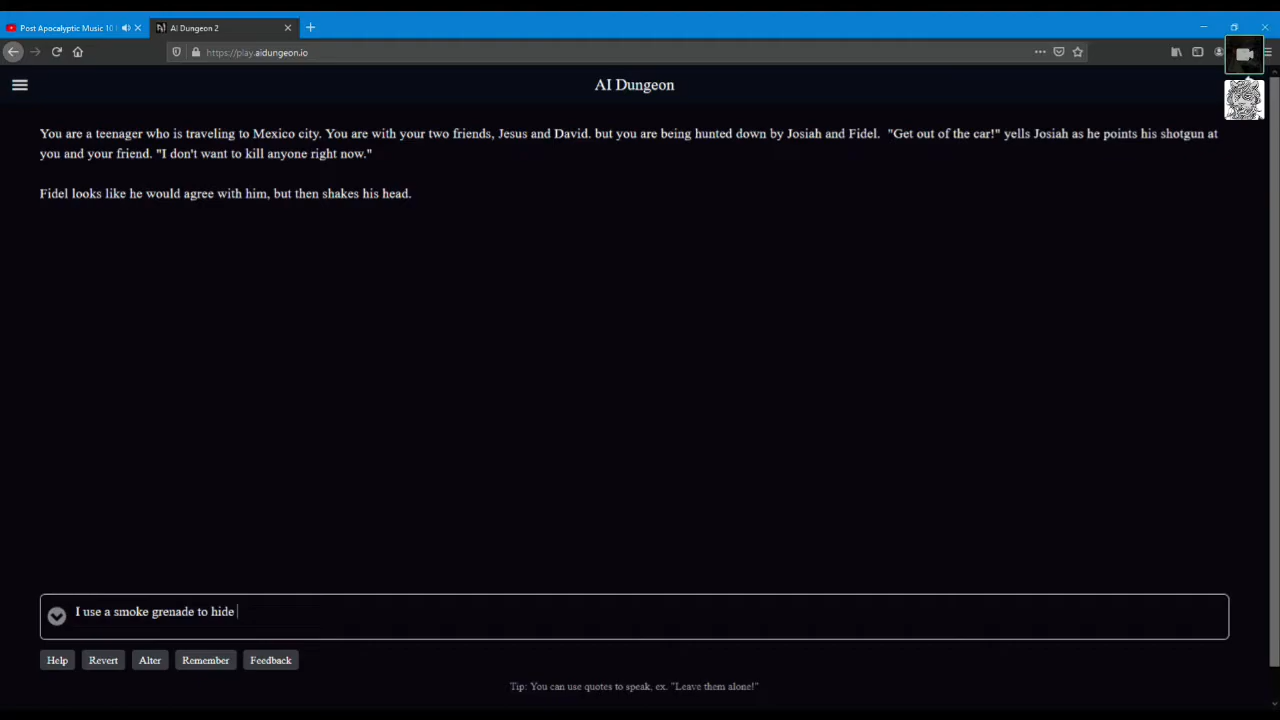 Post Apocalyptic Music 10
AI Dungeon 2
https://play.aidungeon.io
AI Dungeon
You are a teenager who is traveling to Mexico city. You are with your two friends, Jesus and David. but you are being hunted down by Josiah and Fidel.  "Get out of the car!" yells Josiah as he points his shotgun at
you and your friend. "I don't want to kill anyone right now."
Fidel looks like he would agree with him, but then shakes his head.
I use a smoke grenade to hide
Help Revert Alter Remember Feedback
Tip: You can use quotes to speak, ex. "Leave them alone!"